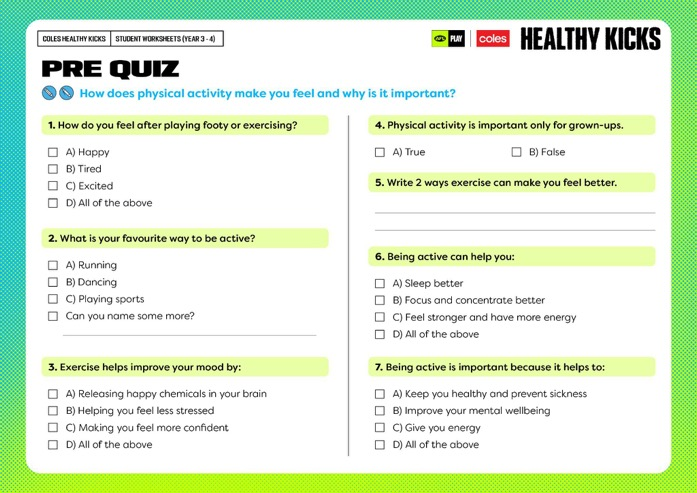 COLES HEALTHY KICKS STUDENT WORKSHEETS (YEAR 3 - 4)
AFL PLAY coles HEALTHY KICKS
PRE QUIZ
How does physical activity make you feel and why is it important?
1. How do you feel after playing footy or exercising?
A) Happy
B) Tired
C) Excited
D) All of the above
2. What is your favourite way to be active?
A) Running
B) Dancing
C) Playing sports
Can you name some more?
3. Exercise helps improve your mood by:
A) Releasing happy chemicals in your brain
B) Helping you feel less stressed
C) Making you feel more confident
D) All of the above
4. Physical activity is important only for grown-ups.
A) True B) False
5. Write 2 ways exercise can make you feel better.
6. Being active can help you:
A) Sleep better
B) Focus and concentrate better
C) Feel stronger and have more energy
D) All of the above
7. Being active is important because it helps to:
A) Keep you healthy and prevent sickness
B) Improve your mental wellbeing
C) Give you energy
D) All of the above